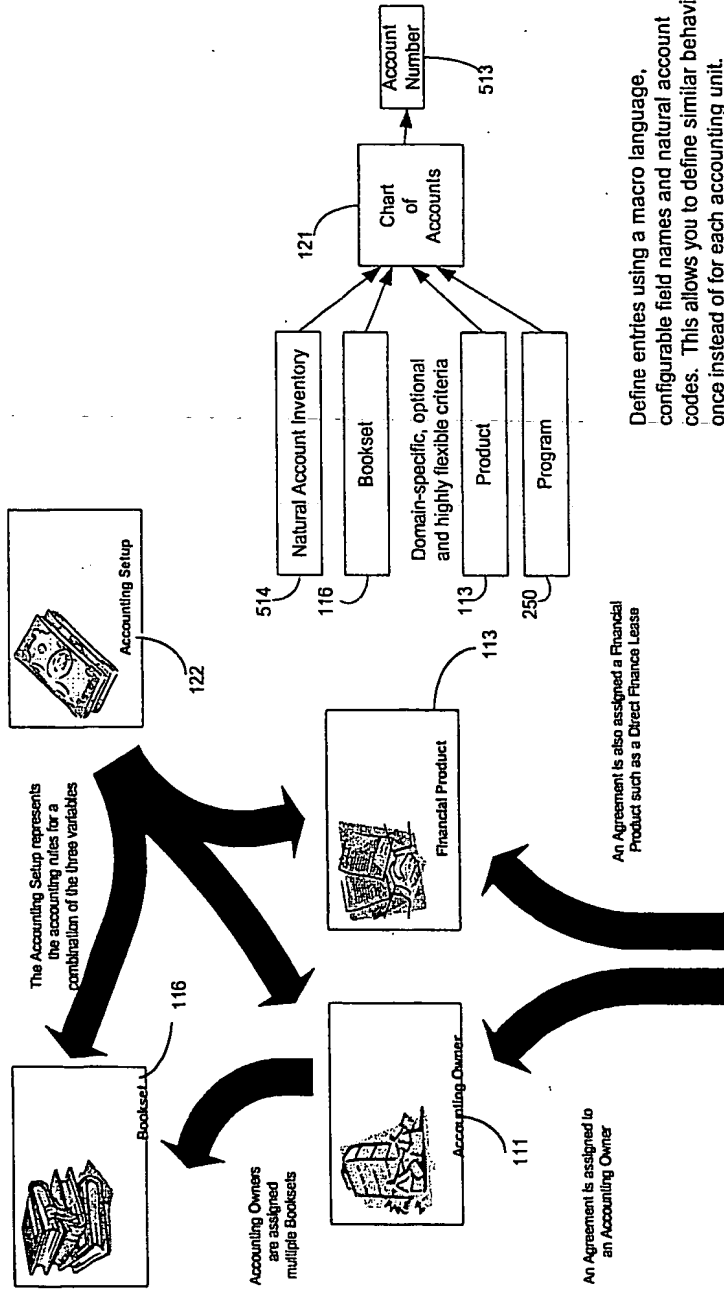 The Accounting Setup represents
the accounting rules for a
combination of the three variables
Accounting Setup
122
Bookset
116
Accounting Owners
are assigned
multiple Booksets
Accounting Owner
111
Financial Product
113
An Agreement is assigned to
an Accounting Owner
An Agreement is also assigned a Financial
Product such as a Direct Finance Lease
514
Natural Account Inventory
116
Bookset
Domain-specific, optional
and highly flexible criteria
113
Product
250
Program
121
Chart
of
Accounts
Account
Number
513
Define entries using a macro language,
configurable field names and natural account
codes. This allows you to define similar behavi
once instead of for each accounting unit.